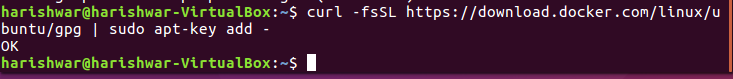 harishwar@harishwar-VirtualBox:~$ curl -fsSL https://download.docker.com/linux/u
buntu/gpg | sudo apt-key add -
OK
harishwar@harishwar-VirtualBox:~$